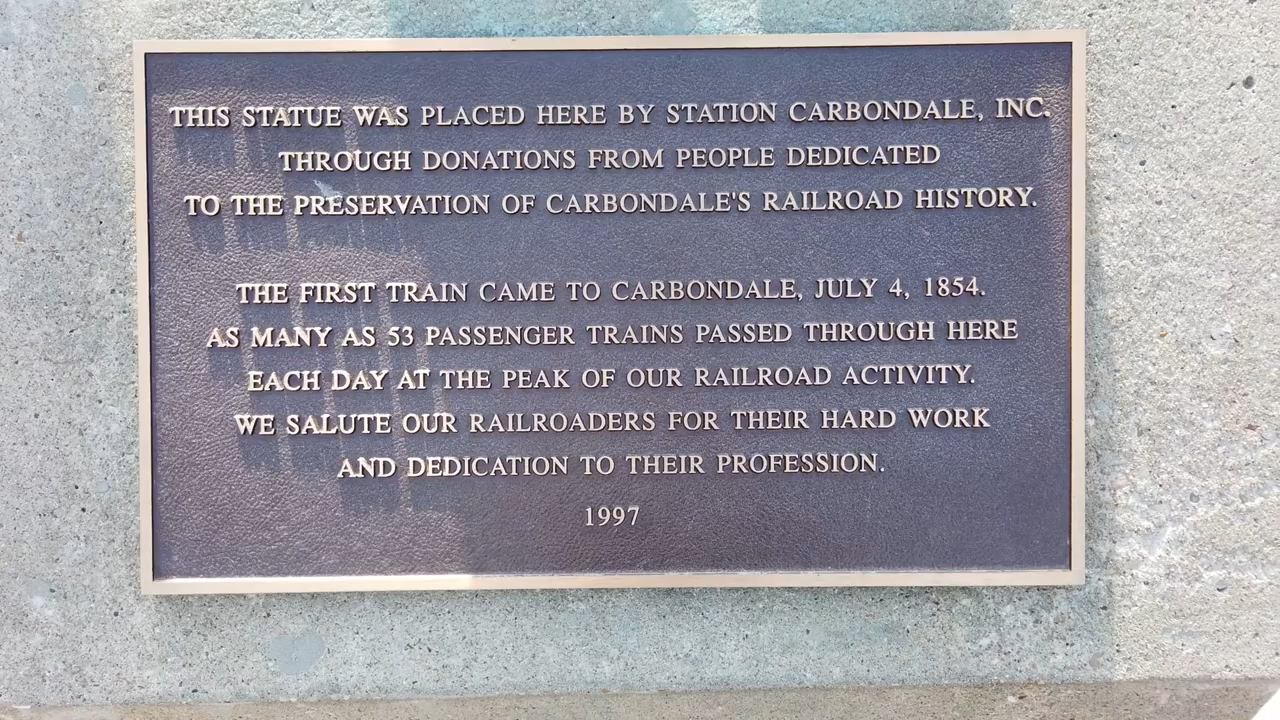 THIS STATUE WAS PLACED HERE BY STATION CARBONDALE, INC.
THROUGH DONATIONS FROM PEOPLE DEDICATED
TO THE PRESERVATION OF CARBONDALE'S RAILROAD HISTORY.
THE FIRST TRAIN CAME TO CARBONDALE, JULY 4, 1854.
AS MANY AS 53 PASSENGER TRAINS PASSED THROUGH HERE
EACH DAY AT THE PEAK OF OUR RAILROAD ACTIVITY.
WE SALUTE OUR RAILROADERS FOR THEIR HARD WORK
AND DEDICATION TO THEIR PROFESSION.
1997